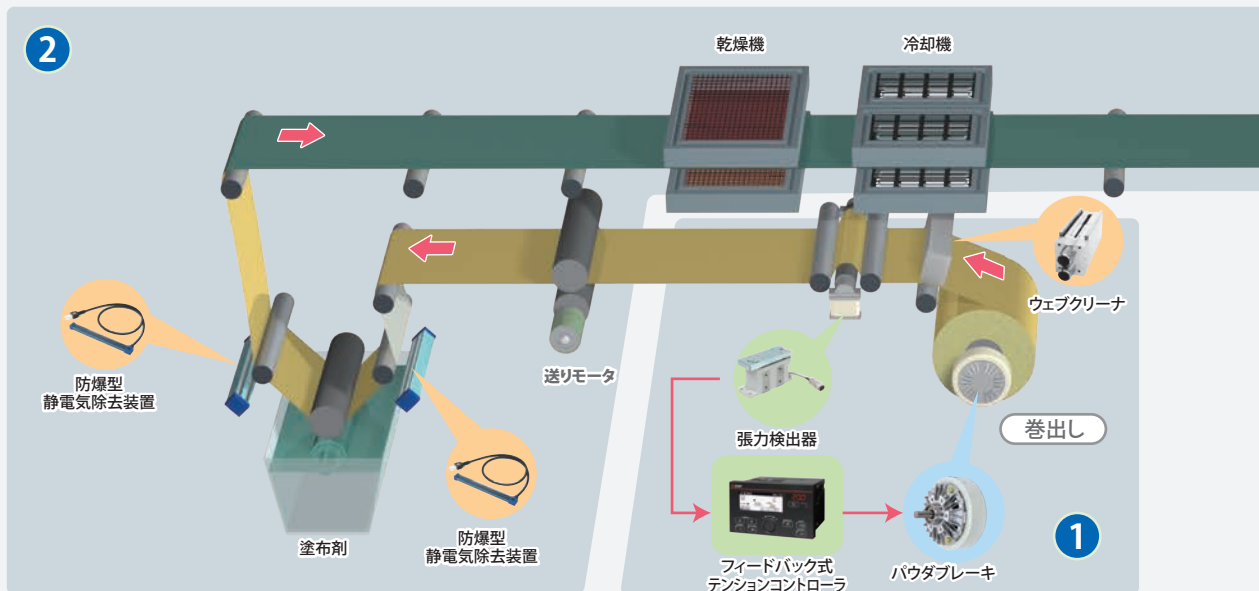 2
乾燥機
冷却機
ウェブクリーナ
防爆型
静電気除去装置
送りモータ
張力検出器
巻出し
塗布剤
防爆型
静電気除去装置
フィードバック式
テンションコントローラ
パウダブレーキ
1